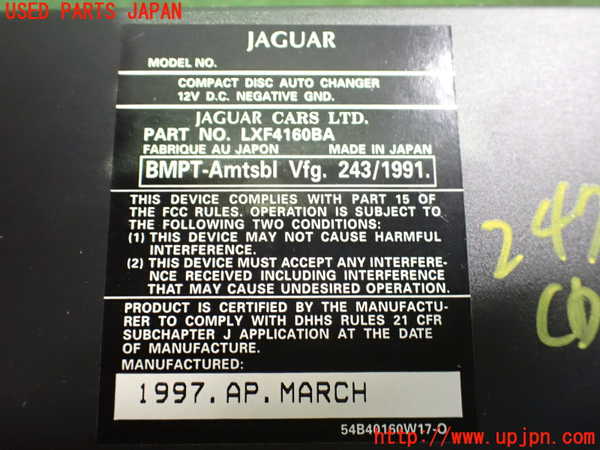 USED PARTS JAPAN
JAGUAR
MODEL NO.
COMPACT DISC AUTO CHANGER
12V D.C. NEGATIVE GND.
JAGUAR CARS LTD.
PART NO. LXF4160BA
FABRIQUE AU JAPON MADE IN JAPAN
BMPT-Amtsbl Vfg. 243/1991.
THIS DEVICE COMPLIES WITH PART 15 OF
THE FCC RULES. OPERATION IS SUBJECT TO
THE FOLLOWING TWO CONDITIONS:
(1) THIS DEVICE MAY NOT CAUSE HARMFUL
INTERFERENCE.
(2) THIS DEVICE MUST ACCEPT ANY INTERFERE-
NCE RECEIVED INCLUDING INTERFERENCE
THAT MAY CAUSE UNDESIRED OPERATION.
PRODUCT IS CERTIFIED BY THE MANUFACTU-
RER TO COMPLY WITH DHHS RULES 21 CFR
SUBCHAPTER J APPLICATION AT THE DATE
OF MANUFACTURE.
MANUFACTURED:
1997.AP.MARCH
54B40160W17-O
247
CD
http://www.upjpn.com/